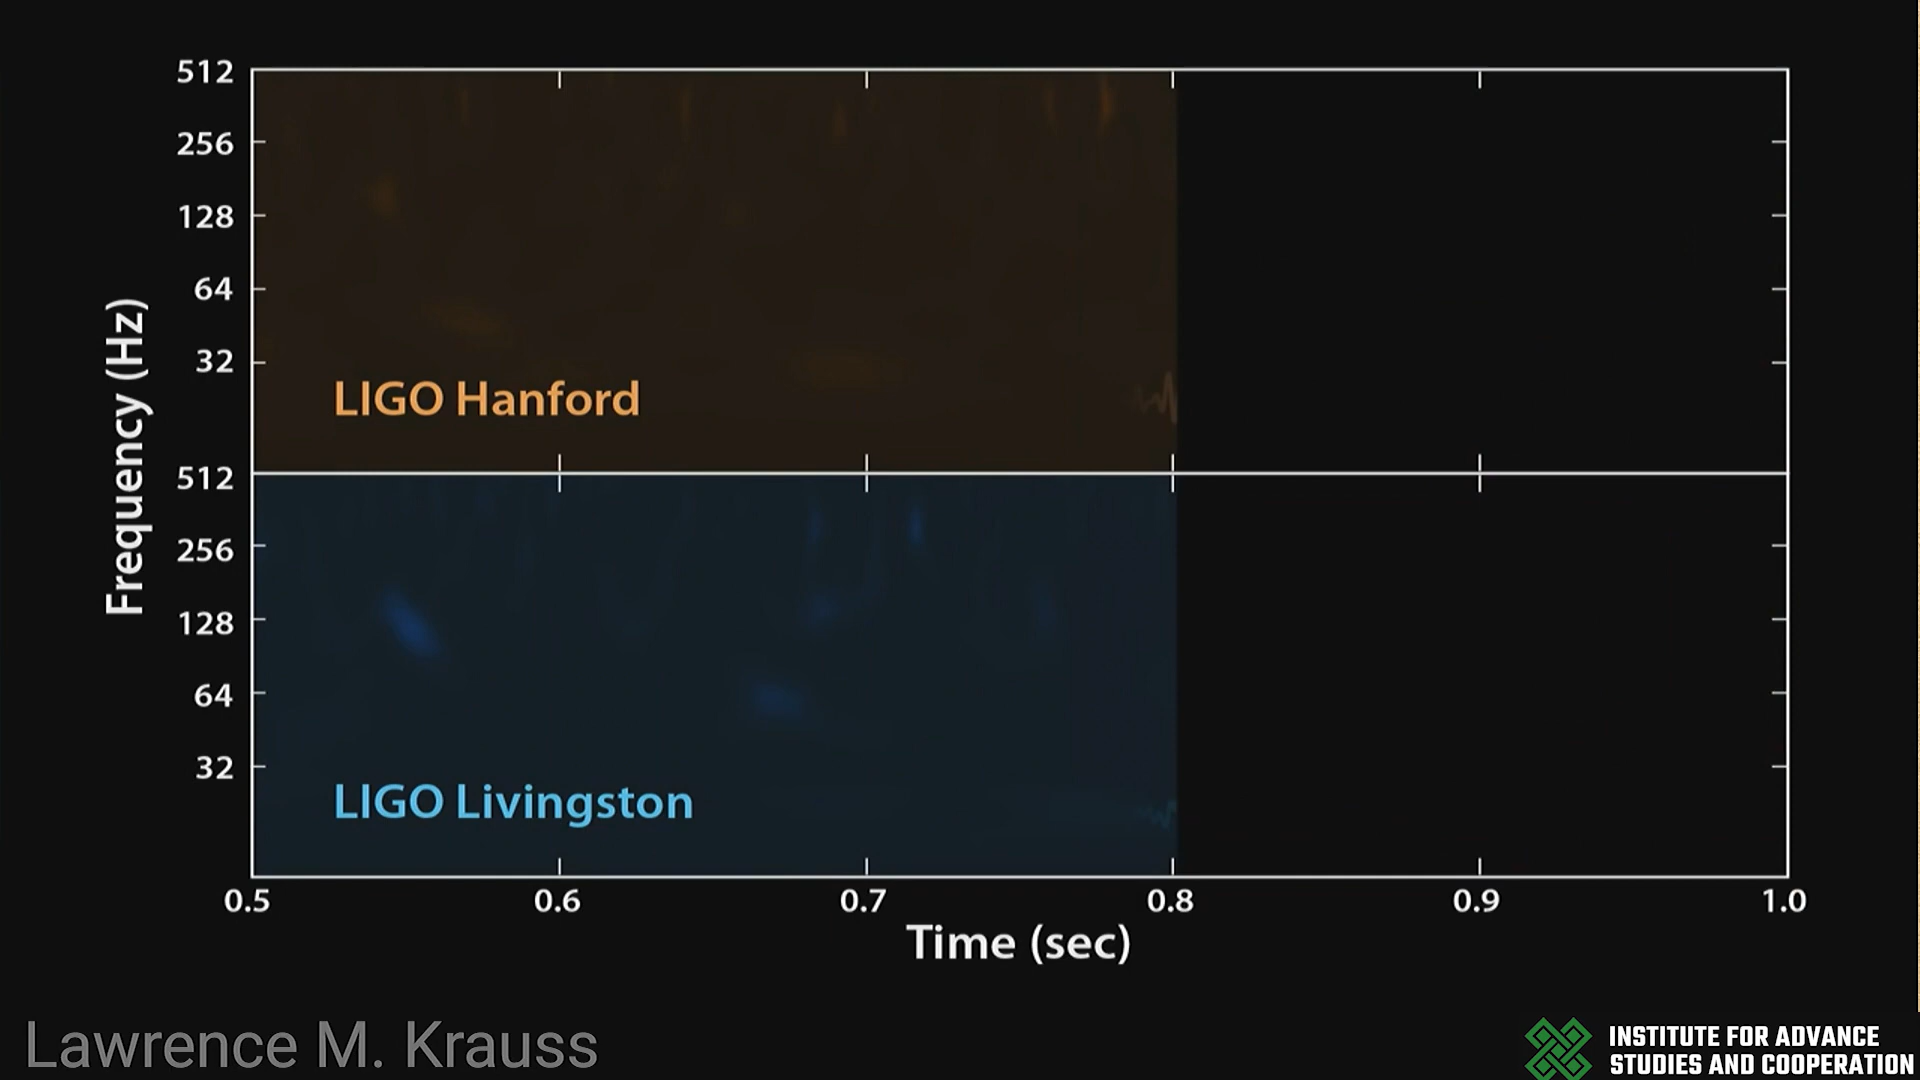 512
256
128
64
32
LIGO Hanford
Frequency (Hz)
512
256
128
64
32
LIGO Livingston
0.5 0.6 0.7 0.8 0.9 1.0
Time (sec)
Lawrence M. Krauss
INSTITUTE FOR ADVANCE
STUDIES AND COOPERATION